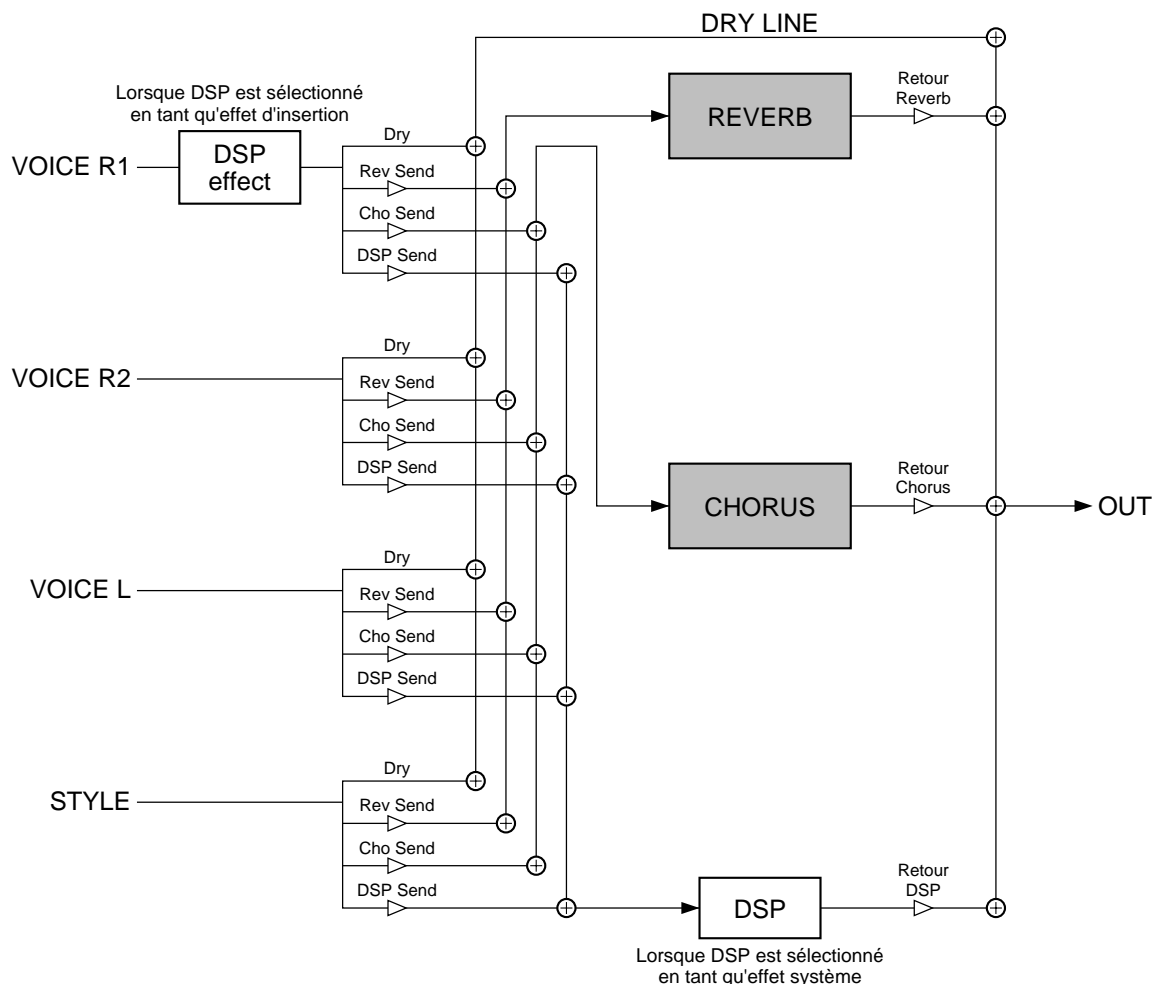 DRY LINE
Lorsque DSP est sélectionné
en tant qu'effet d'insertion
VOICE R1
DSP
effect
Dry
Rev Send
Cho Send
DSP Send
REVERB
Retour
Reverb
VOICE R2
Dry
Rev Send
Cho Send
DSP Send
CHORUS
Retour
Chorus
OUT
VOICE L
Dry
Rev Send
Cho Send
DSP Send
STYLE
Dry
Rev Send
Cho Send
DSP Send
DSP
Retour
DSP
Lorsque DSP est sélectionné
en tant qu'effet système